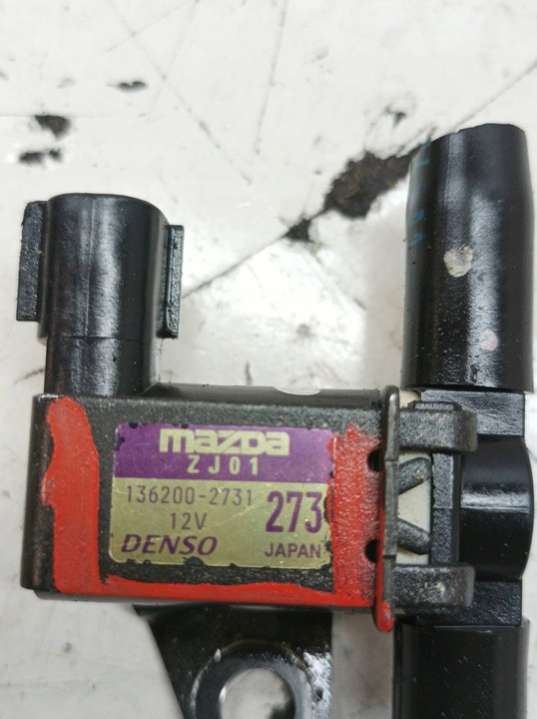 mazda
ZJ01
136200-2731
12V
273
DENSO
JAPAN